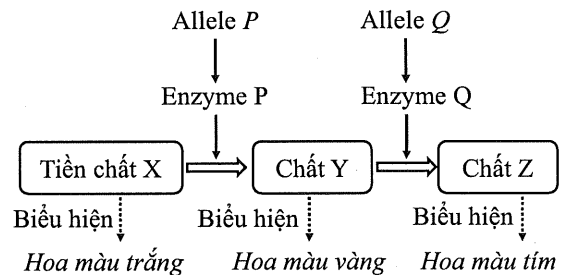 Allele P Allele Q
Enzyme P Enzyme Q
Tiền chất X Chất Y Chất Z
Biểu hiện Biểu hiện Biểu hiện
Hoa màu trắng Hoa màu vàng Hoa màu tím